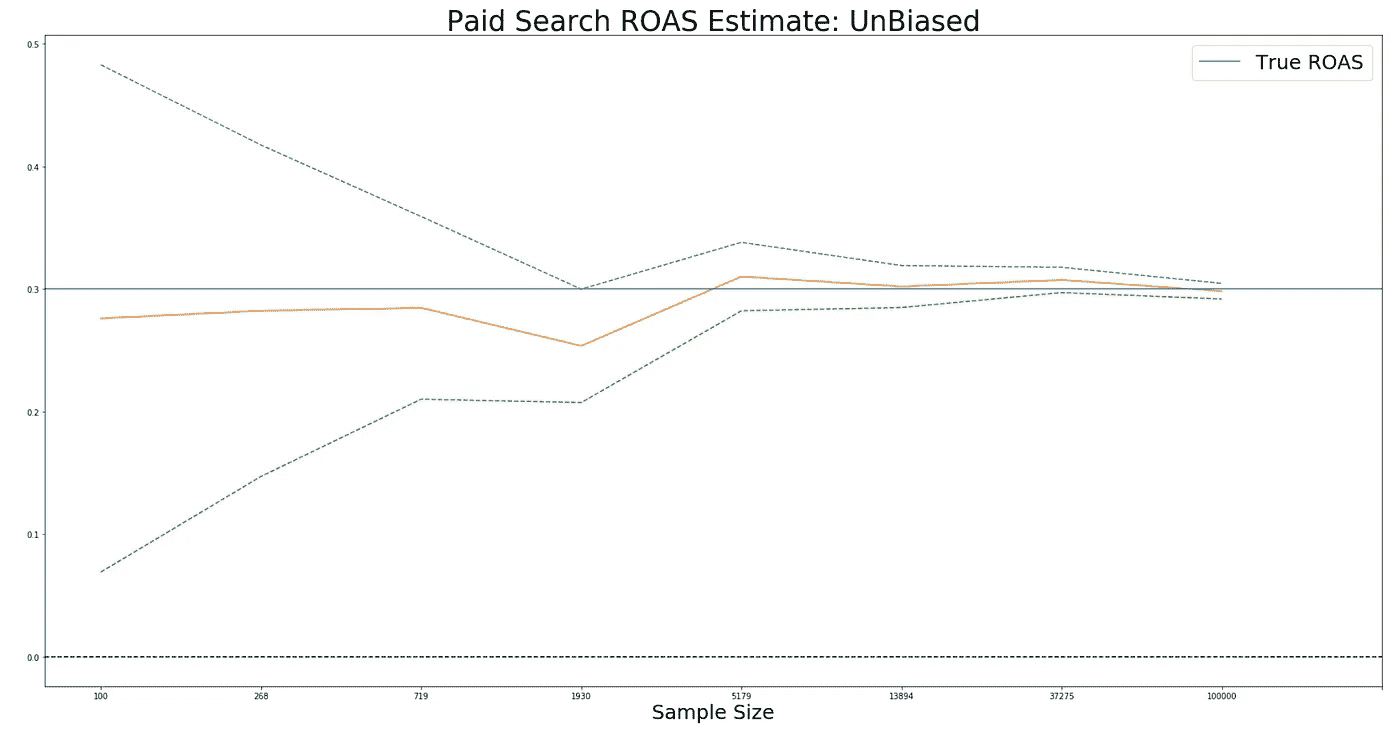 Paid Search ROAS Estimate: UnBiased
True ROAS
0.5
0.4
0.3
0.2
0.1
0.0
100 268 719 1930 5179 13894 37275 100000
Sample Size